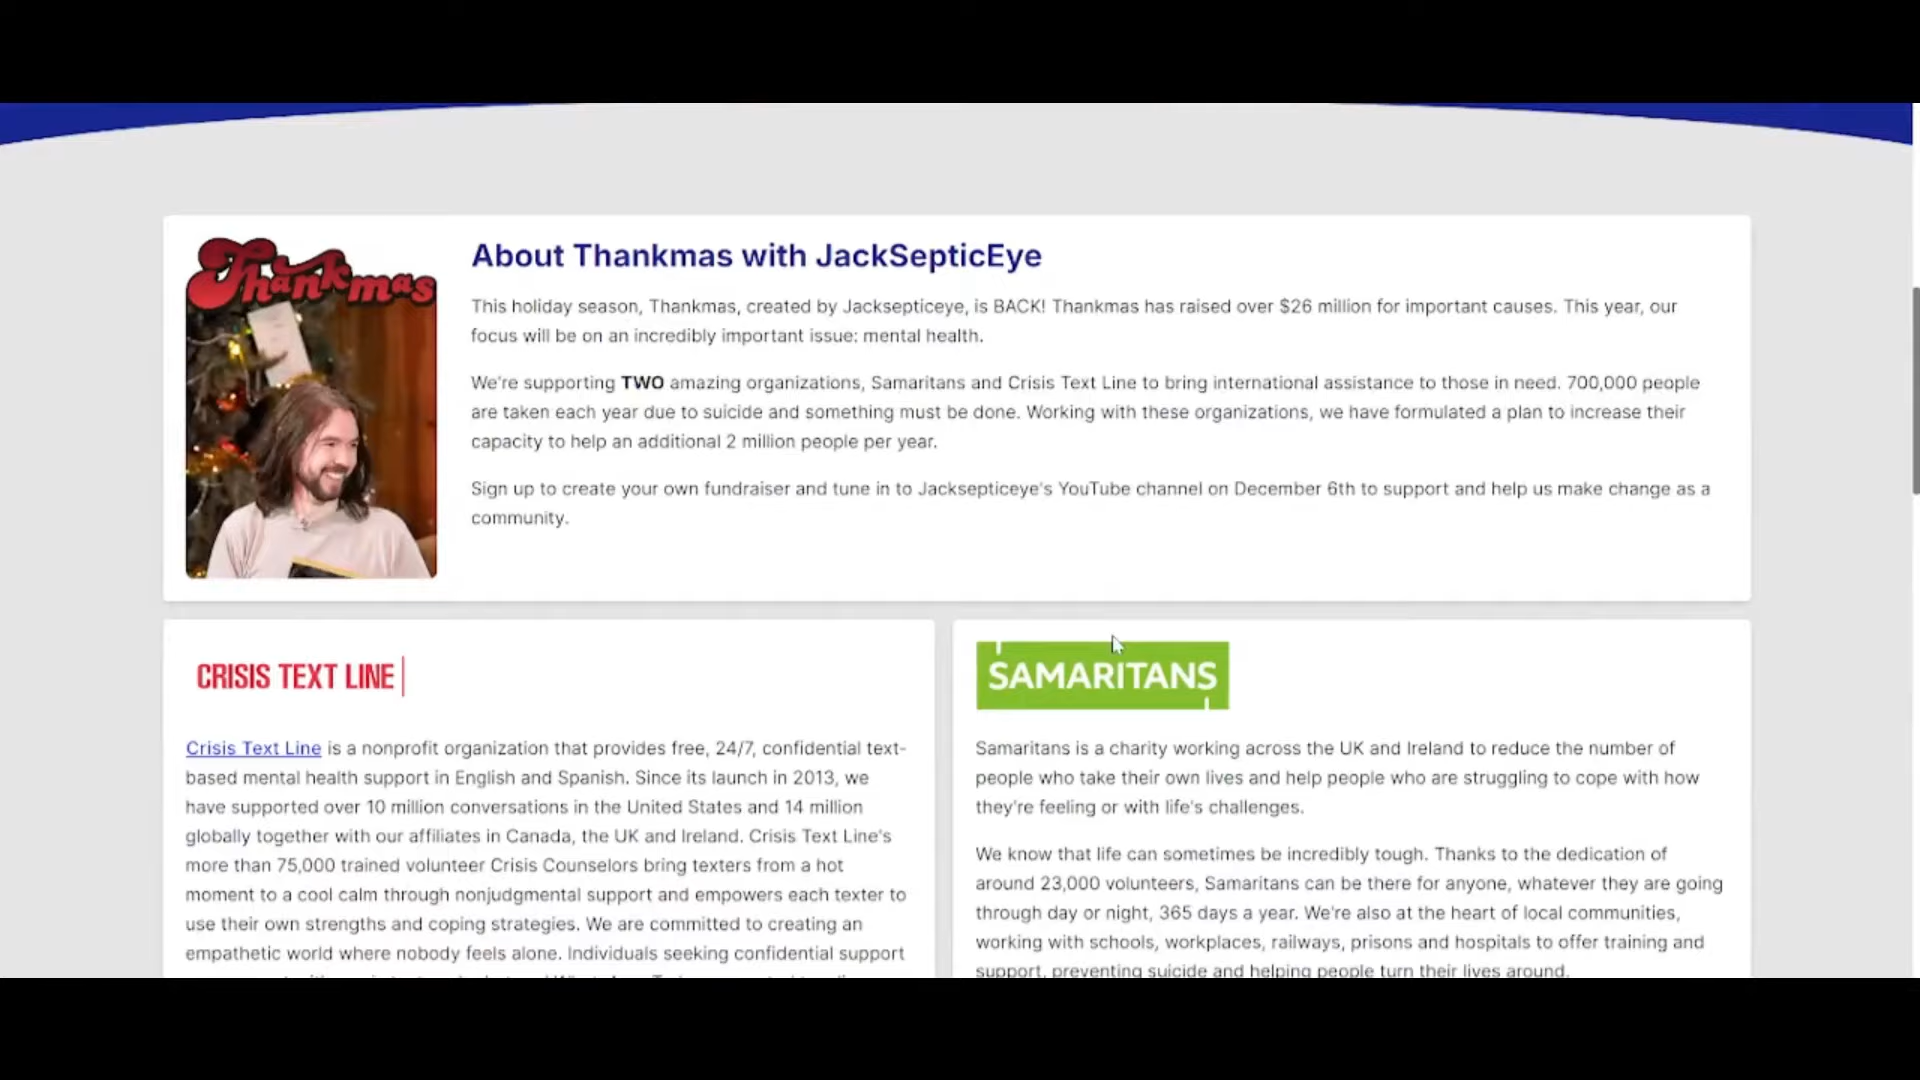 Thankmas
About Thankmas with JackSepticEye
This holiday season, Thankmas, created by Jacksepticeye, is BACK! Thankmas has raised over $26 million for important causes. This year, our
focus will be on an incredibly important issue: mental health.
We're supporting TWO amazing organizations, Samaritans and Crisis Text Line to bring international assistance to those in need. 700,000 people
are taken each year due to suicide and something must be done. Working with these organizations, we have formulated a plan to increase their
capacity to help an additional 2 million people per year.
Sign up to create your own fundraiser and tune in to Jacksepticeye's YouTube channel on December 6th to support and help us make change as a
community.
CRISIS TEXT LINE
Crisis Text Line is a nonprofit organization that provides free, 24/7, confidential text-
based mental health support in English and Spanish. Since its launch in 2013, we
have supported over 10 million conversations in the United States and 14 million
globally together with our affiliates in Canada, the UK and Ireland. Crisis Text Line's
more than 75,000 trained volunteer Crisis Counselors bring texters from a hot
moment to a cool calm through nonjudgmental support and empowers each texter to
use their own strengths and coping strategies. We are committed to creating an
empathetic world where nobody feels alone. Individuals seeking confidential support
SAMARITANS
Samaritans is a charity working across the UK and Ireland to reduce the number of
people who take their own lives and help people who are struggling to cope with how
they're feeling or with life's challenges.
We know that life can sometimes be incredibly tough. Thanks to the dedication of
around 23,000 volunteers, Samaritans can be there for anyone, whatever they are going
through day or night, 365 days a year. We're also at the heart of local communities,
working with schools, workplaces, railways, prisons and hospitals to offer training and
support, preventing suicide and helping people turn their lives around.